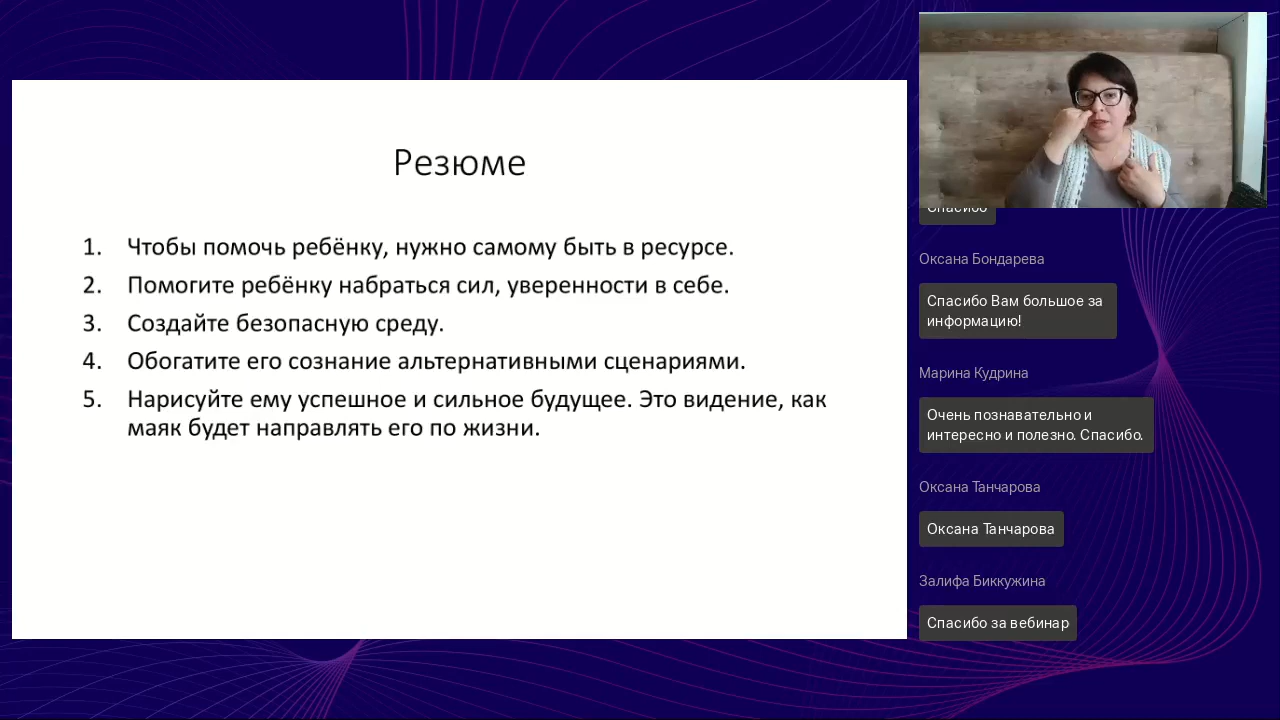 Резюме
1. Чтобы помочь ребёнку, нужно самому быть в ресурсе.
2. Помогите ребёнку набраться сил, уверенности в себе.
3. Создайте безопасную среду.
4. Обогатите его сознание альтернативными сценариями.
5. Нарисуйте ему успешное и сильное будущее. Это видение, как
маяк будет направлять его по жизни.
Спасибо
Оксана Бондарева
Спасибо Вам большое за
информацию!
Марина Кудрина
Очень познавательно и
интересно и полезно. Спасибо.
Оксана Танчарова
Оксана Танчарова
Залифа Биккужина
Спасибо за вебинар